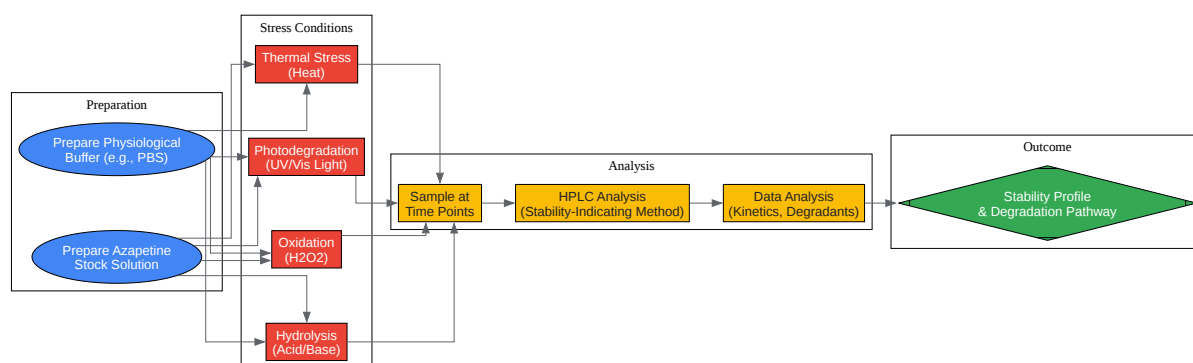 Stress Conditions
Thermal Stress
(Heat)
Preparation
Prepare Physiological
Buffer (e.g., PBS)
Photodegradation
(UV/Vis Light)
Prepare Azapetine
Stock Solution
Oxidation
(H2O2)
Hydrolysis
(Acid/Base)
Analysis
Sample at
Time Points
HPLC Analysis
(Stability-Indicating Method)
Data Analysis
(Kinetics, Degradants)
Outcome
Stability Profile
& Degradation Pathway